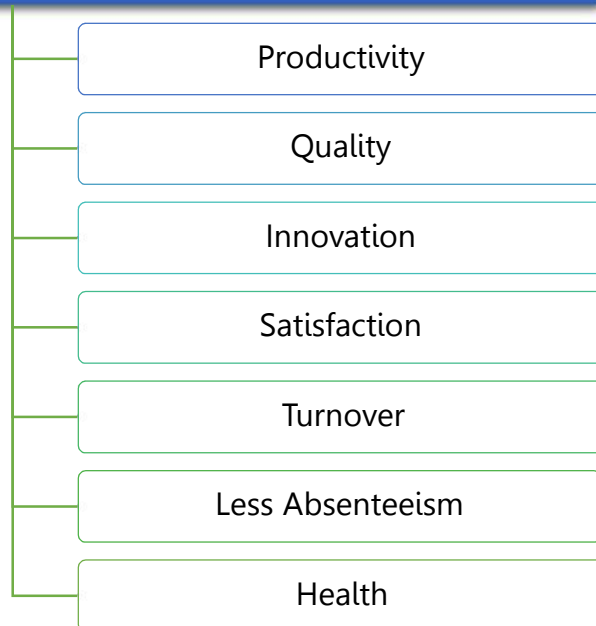 Productivity
Quality
Innovation
Satisfaction
Turnover
Less Absenteeism
Health